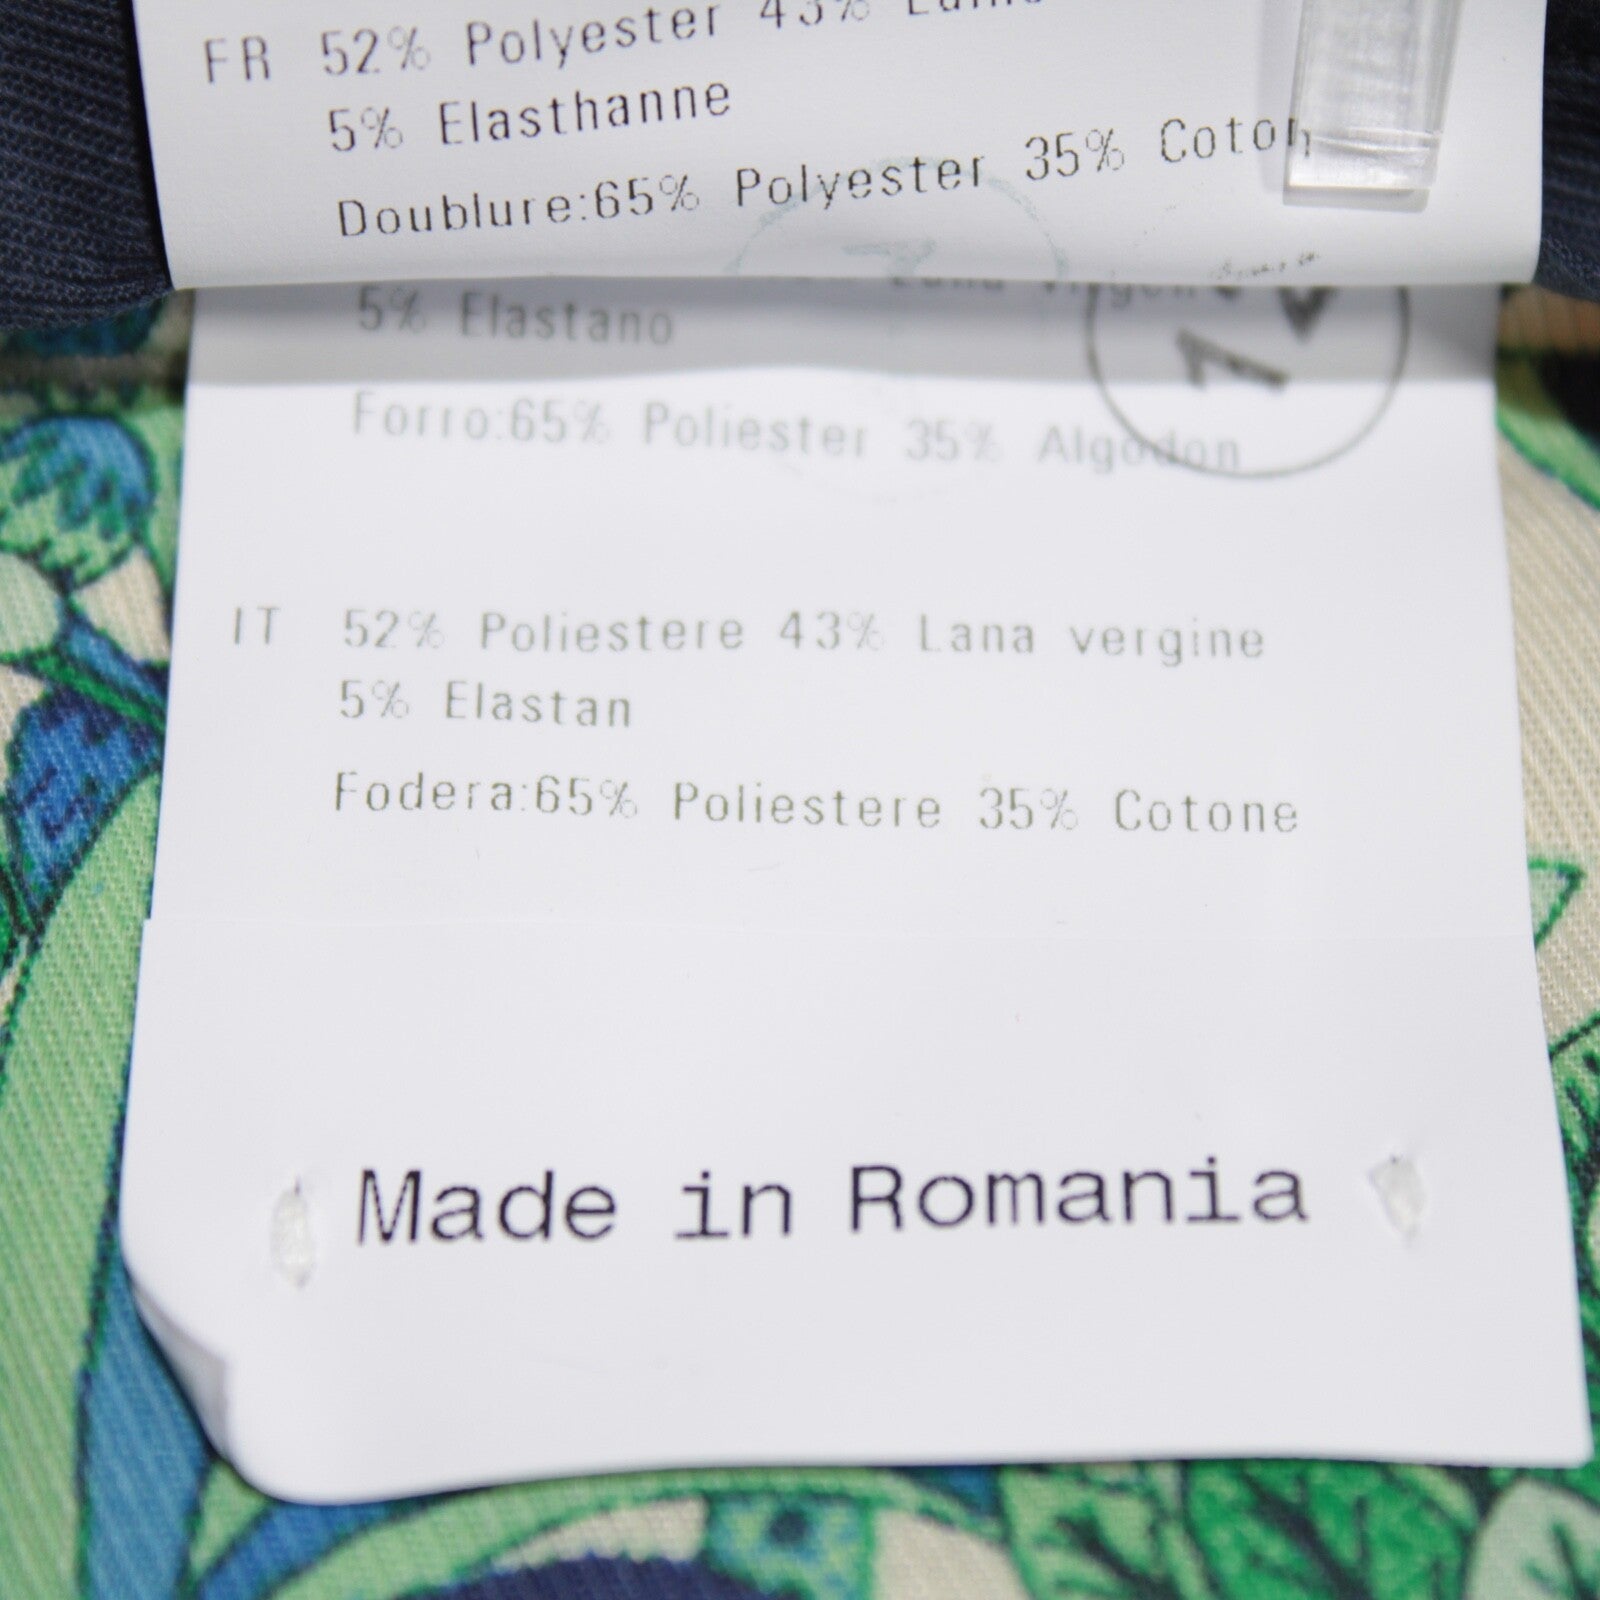 FR 52% Polyester 43%
5% Elasthanne
Doublure:65% Polyester 35% Coton
Lana
5% Elastano
Forro:65% Poliester 35% Algodon
IT 52% Poliestere 43% Lana vergine
5% Elastan
Fodera:65% Poliestere 35% Cotone
Made in Romania